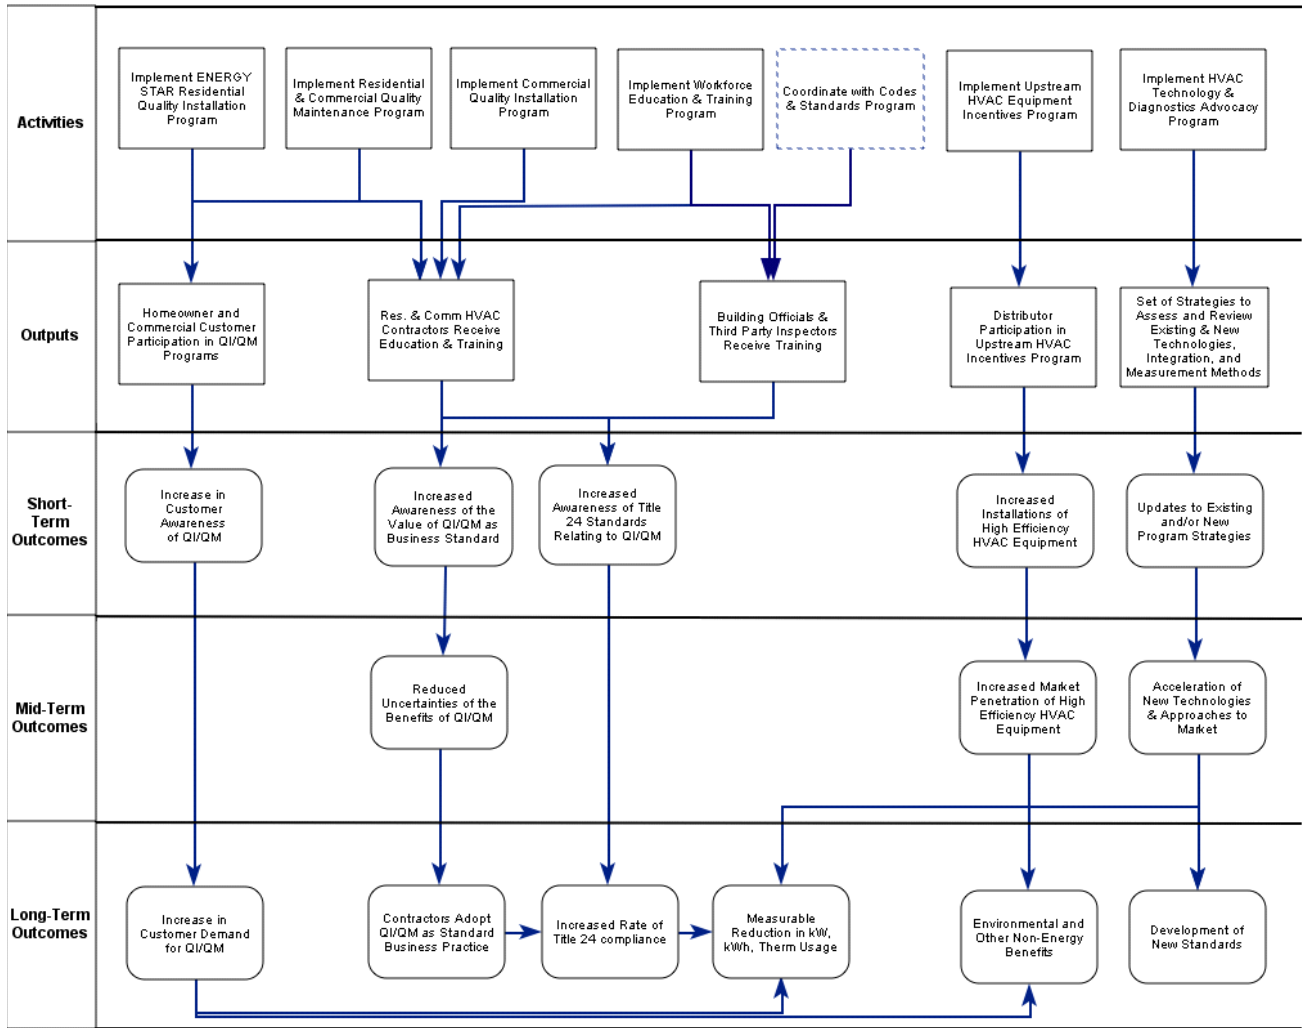 Activities
Implement ENERGY
STAR Residential
Quality Installation
Program
Implement Residential
& Commercial Quality
Maintenance Program
Implement Commercial
Quality Installation
Program
Implement Workforce
Education & Training
Program
Coordinate with Codes
& Standards Program
Implement Upstream
HVAC Equipment
Incentives Program
Implement HVAC
Technology &
Diagnostics Advocacy
Program
Outputs
Homeowner and
Commercial Customer
Participation in QI/QM
Programs
Res. & Comm HVAC
Contractors Receive
Education & Training
Building Officials &
Third Party Inspectors
Receive Training
Distributor
Participation in
Upstream HVAC
Incentives Program
Set of Strategies to
Assess and Review
Existing & New
Technologies,
Integration, and
Measurement Methods
Short-
Term
Outcomes
Increase in
Customer
Awareness
of QI/QM
Increased
Awareness of the
Value of QI/QM as
Business Standard
Increased
Awareness of Title
24 Standards
Relating to QI/QM
Increased
Installations of
High Efficiency
HVAC Equipment
Updates to Existing
and/or New
Program Strategies
Mid-Term
Outcomes
Reduced
Uncertainties of the
Benefits of QI/QM
Increased Market
Penetration of High
Efficiency HVAC
Equipment
Acceleration of
New Technologies
& Approaches to
Market
Long-Term
Outcomes
Increase in
Customer Demand
for QI/QM
Contractors Adopt
QI/QM as Standard
Business Practice
Increased Rate of
Title 24 compliance
Measurable
Reduction in kW,
kWh, Therm Usage
Environmental and
Other Non-Energy
Benefits
Development of
New Standards